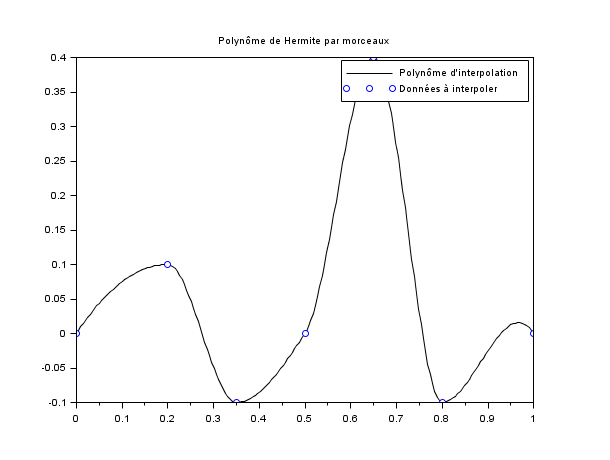 Polynôme de Hermite par morceaux
Polynôme d'interpolation
Données à interpoler
0.4
0.35
0.3
0.25
0.2
0.15
0.1
0.05
0
-0.05
-0.1
0 0.1 0.2 0.3 0.4 0.5 0.6 0.7 0.8 0.9 1